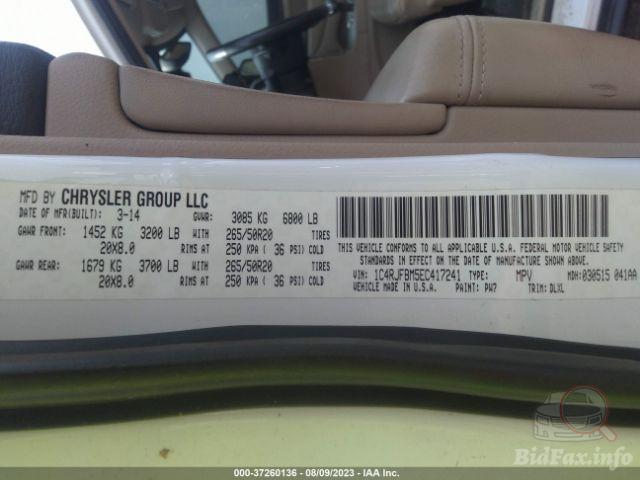 MFD BY CHRYSLER GROUP LLC
DATE OF MFR(BUILT): 3-14 GVWR: 3085 KG 6800 LB
GAWR FRONT: 1452 KG 3200 LB 265/50R20 TIRES
20X8.0 RIMS AT 250 KPA ( 36 PSI) COLD
GAWR REAR: 1679 KG 3700 LB 265/50R20 TIRES
20X8.0 RIMS AT 250 KPA ( 36 PSI) COLD
THIS VEHICLE CONFORMS TO ALL APPLICABLE U.S.A. FEDERAL MOTOR VEHICLE SAFETY
STANDARDS IN EFFECT ON THE DATE OF MANUFACTURE SHOWN ABOVE.
VIN: 1C4RJFBM5EC417241 TYPE: MPV MDH:030515 041AA
VEHICLE MADE IN U.S.A. PAINT: PW7 TRIM: DLXL
BidFax.info
000-37260136 - 08/09/2023 - IAA Inc.